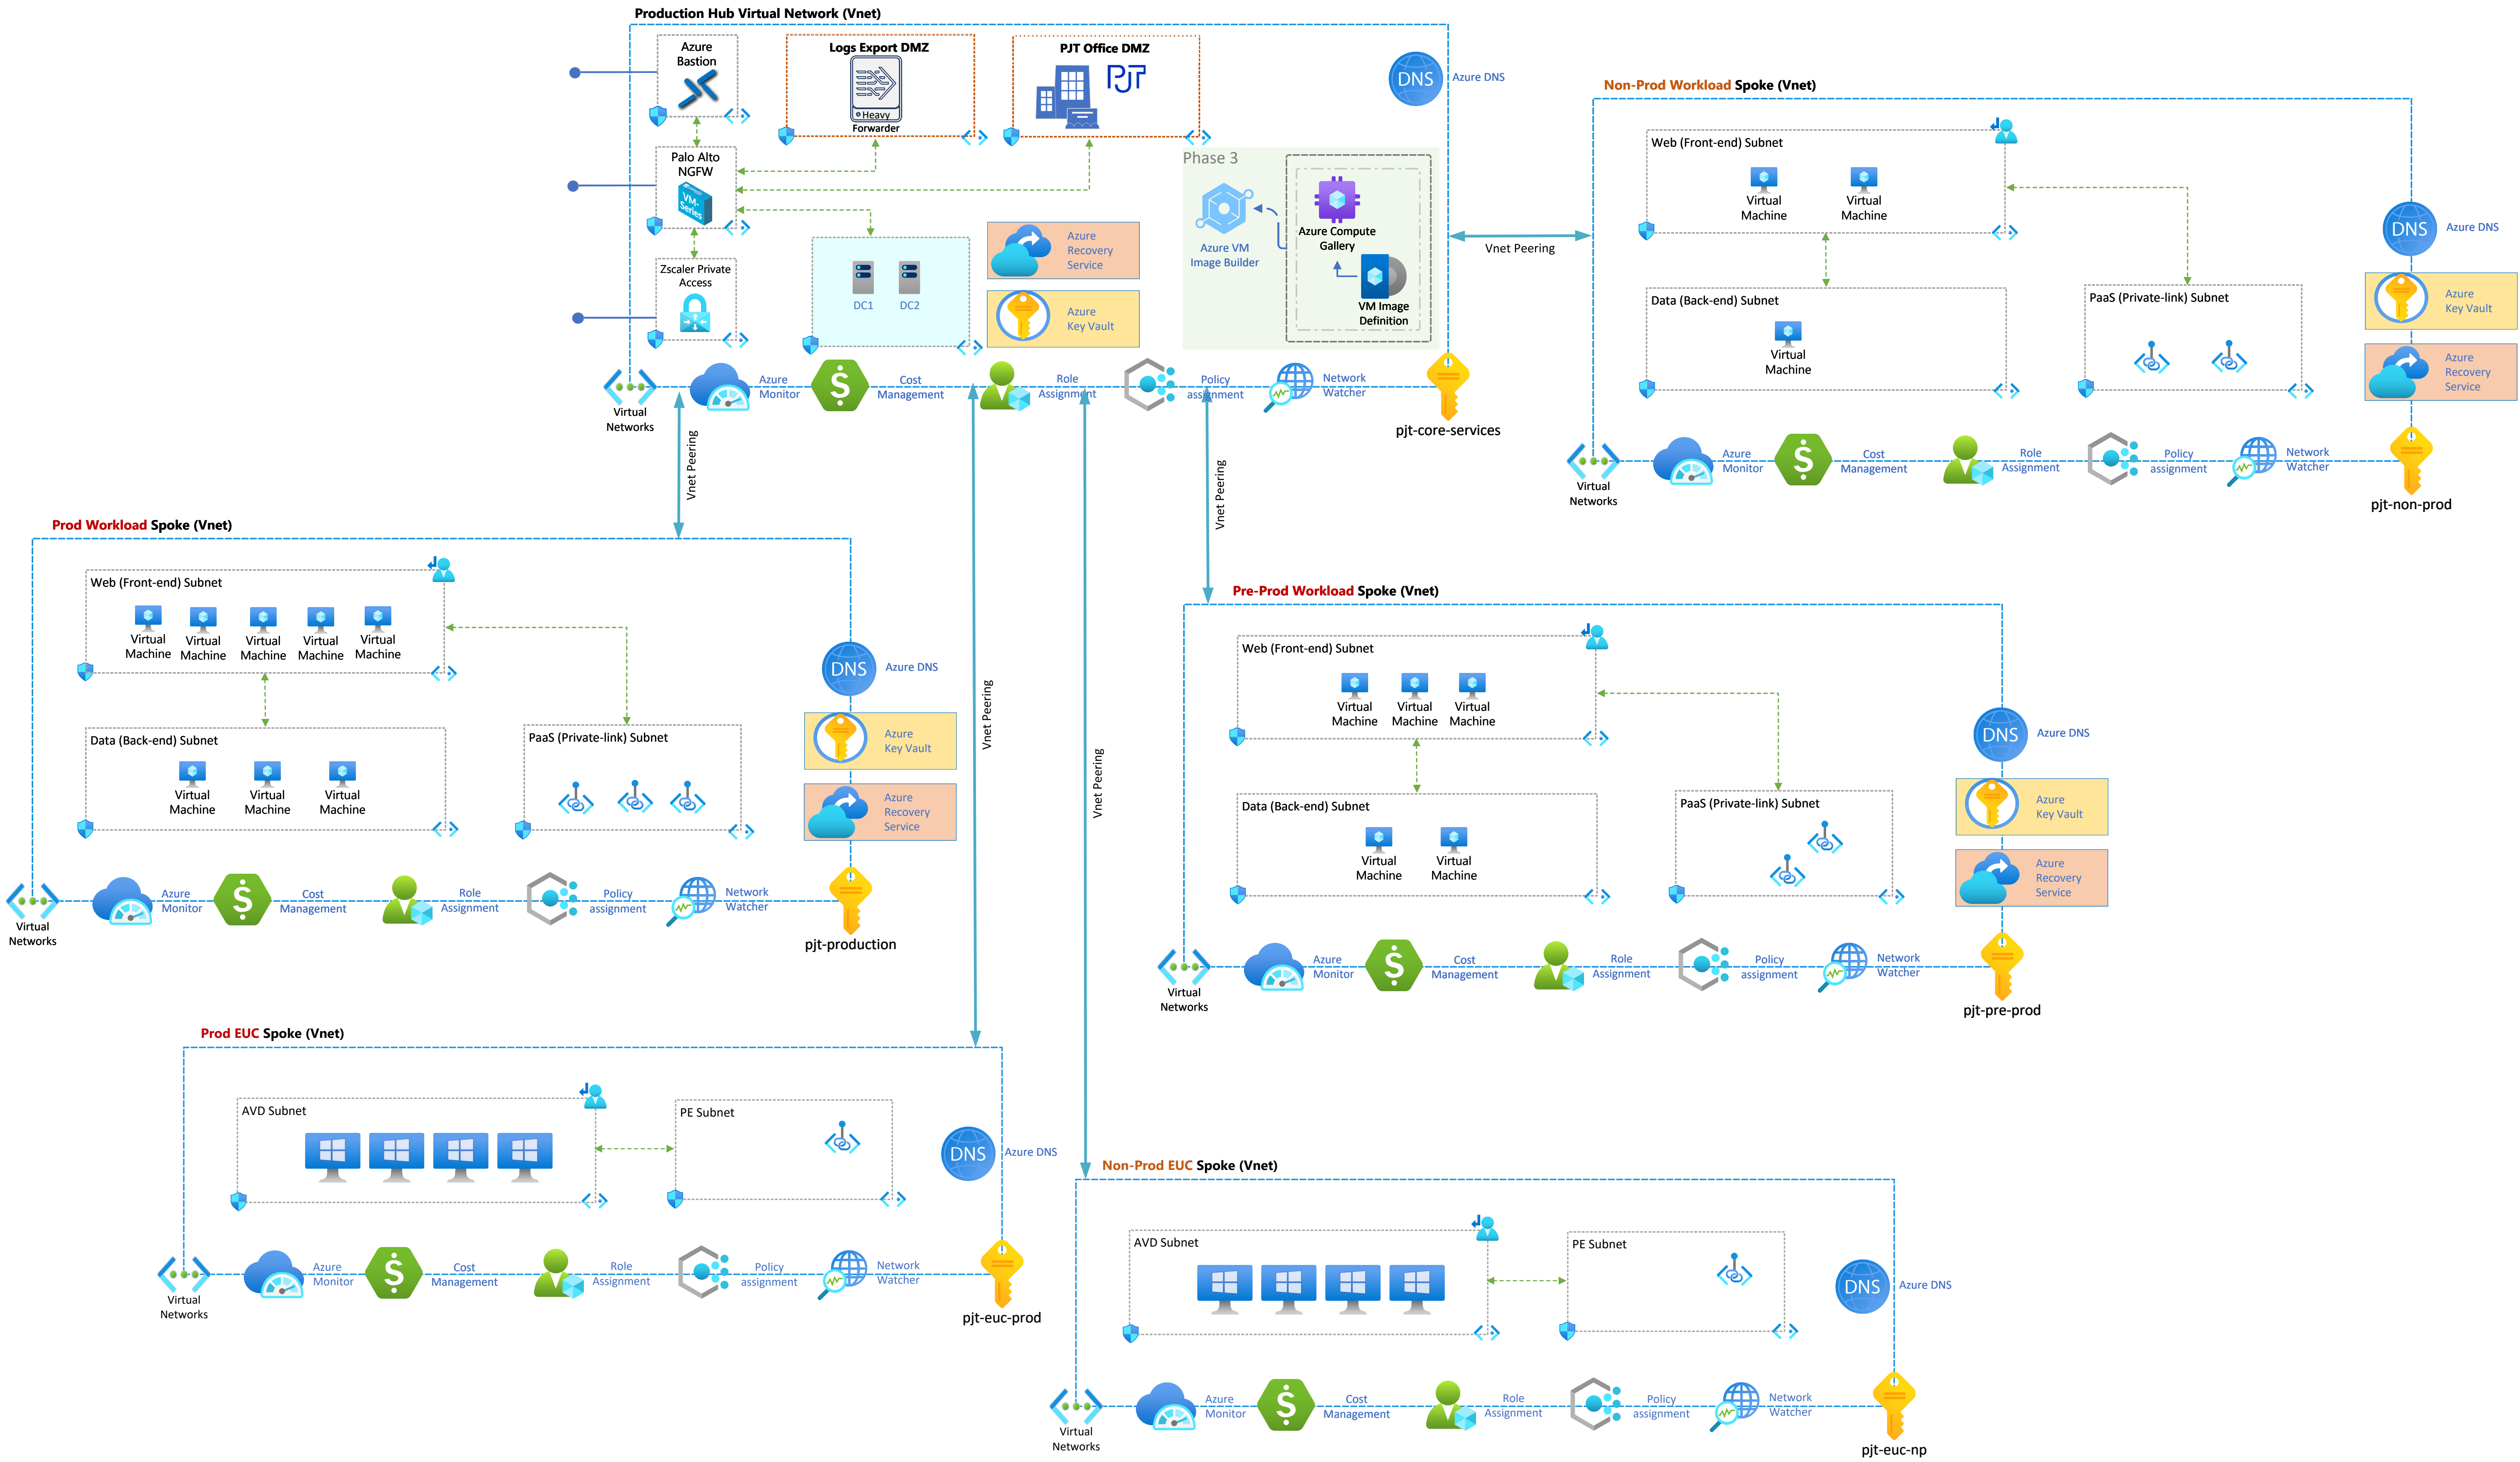 Production Hub Virtual Network (Vnet)
Azure
Bastion
Logs Export DMZ
Heavy
Forwarder
PJT Office DMZ
PJT
DNS
Azure DNS
Palo Alto
NGFW
VM-
Series
Phase 3
Azure VM
Image Builder
Azure Compute
Gallery
VM Image
Definition
Zscaler Private
Access
DC1
DC2
Azure
Recovery
Service
Azure
Key Vault
Virtual
Networks
Azure
Monitor
Cost
Management
Role
Assignment
Policy
assignment
Network
Watcher
pjt-core-services
Vnet Peering
Vnet Peering
Vnet Peering
Vnet Peering
Vnet Peering
Non-Prod Workload Spoke (Vnet)
Web (Front-end) Subnet
Virtual
Machine
Virtual
Machine
Data (Back-end) Subnet
Virtual
Machine
PaaS (Private-link) Subnet
DNS
Azure DNS
Azure
Key Vault
Azure
Recovery
Service
Virtual
Networks
Azure
Monitor
Cost
Management
Role
Assignment
Policy
assignment
Network
Watcher
pjt-non-prod
Prod Workload Spoke (Vnet)
Web (Front-end) Subnet
Virtual
Machine
Virtual
Machine
Virtual
Machine
Virtual
Machine
Virtual
Machine
Data (Back-end) Subnet
Virtual
Machine
Virtual
Machine
Virtual
Machine
PaaS (Private-link) Subnet
DNS
Azure DNS
Azure
Key Vault
Azure
Recovery
Service
Virtual
Networks
Azure
Monitor
Cost
Management
Role
Assignment
Policy
assignment
Network
Watcher
pjt-production
Pre-Prod Workload Spoke (Vnet)
Web (Front-end) Subnet
Virtual
Machine
Virtual
Machine
Virtual
Machine
Data (Back-end) Subnet
Virtual
Machine
Virtual
Machine
PaaS (Private-link) Subnet
DNS
Azure DNS
Azure
Key Vault
Azure
Recovery
Service
Virtual
Networks
Azure
Monitor
Cost
Management
Role
Assignment
Policy
assignment
Network
Watcher
pjt-pre-prod
Prod EUC Spoke (Vnet)
AVD Subnet
PE Subnet
DNS
Azure DNS
Virtual
Networks
Azure
Monitor
Cost
Management
Role
Assignment
Policy
assignment
Network
Watcher
pjt-euc-prod
Non-Prod EUC Spoke (Vnet)
AVD Subnet
PE Subnet
DNS
Azure DNS
Virtual
Networks
Azure
Monitor
Cost
Management
Role
Assignment
Policy
assignment
Network
Watcher
pjt-euc-np